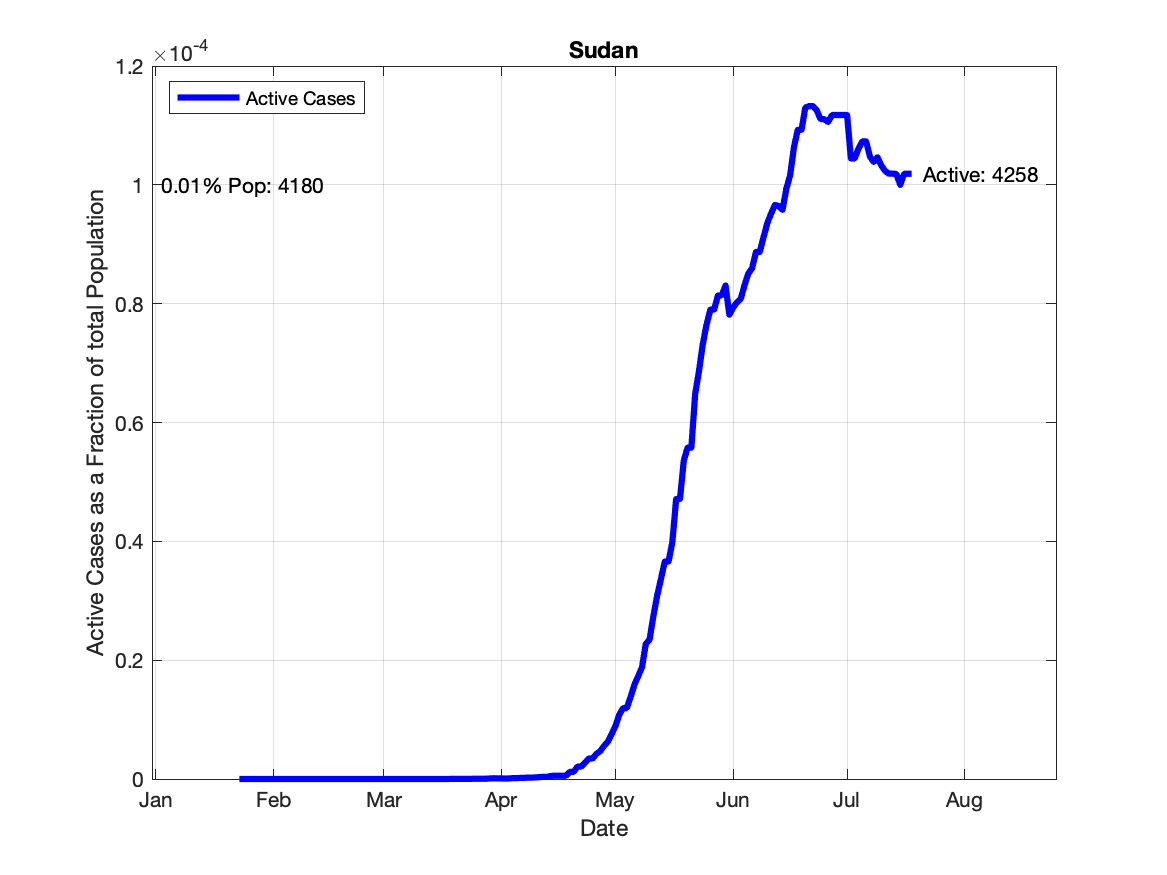 Sudan
×10-4
1.2
1
0.8
0.6
0.4
0.2
0
Active Cases
0.01% Pop: 4180
Active: 4258
Active Cases as a Fraction of total Population
Jan Feb Mar Apr May Jun Jul Aug
Date